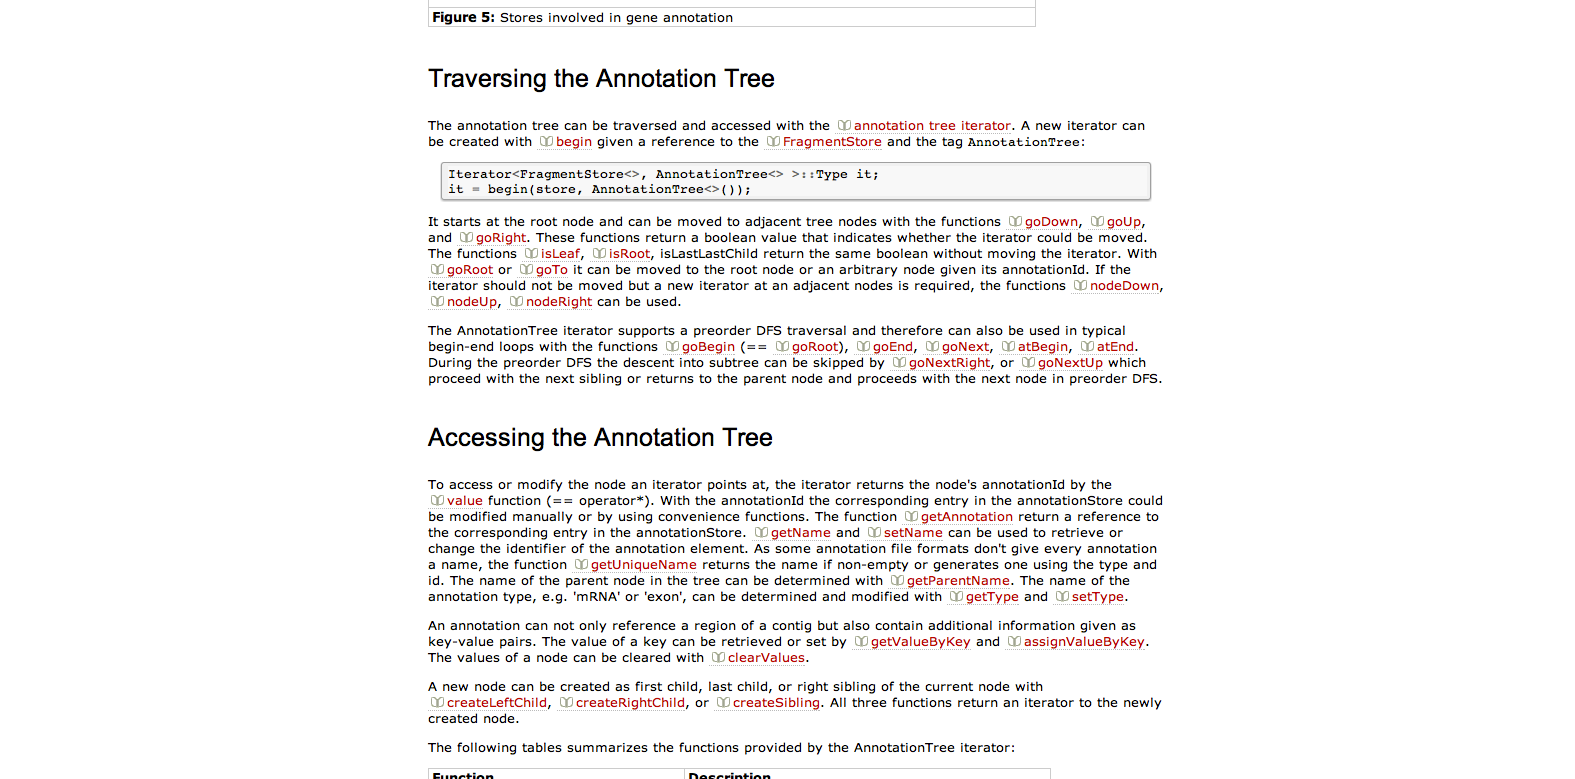 Figure 5: Stores involved in gene annotation
Traversing the Annotation Tree
The annotation tree can be traversed and accessed with the annotation tree iterator. A new iterator can
be created with begin given a reference to the FragmentStore and the tag AnnotationTree:
Iterator<FragmentStore<>, AnnotationTree<> >::Type it;
it = begin(store, AnnotationTree<>());
It starts at the root node and can be moved to adjacent tree nodes with the functions goDown, goUp,
and goRight. These functions return a boolean value that indicates whether the iterator could be moved.
The functions isLeaf, isRoot, isLastLastChild return the same boolean without moving the iterator. With
goRoot or goTo it can be moved to the root node or an arbitrary node given its annotationId. If the
iterator should not be moved but a new iterator at an adjacent nodes is required, the functions nodeDown,
nodeUp, nodeRight can be used.
The AnnotationTree iterator supports a preorder DFS traversal and therefore can also be used in typical
begin-end loops with the functions goBegin (== goRoot), goEnd, goNext, atBegin, atEnd.
During the preorder DFS the descent into subtree can be skipped by goNextRight, or goNextUp which
proceed with the next sibling or returns to the parent node and proceeds with the next node in preorder DFS.
Accessing the Annotation Tree
To access or modify the node an iterator points at, the iterator returns the node's annotationId by the
value function (== operator*). With the annotationId the corresponding entry in the annotationStore could
be modified manually or by using convenience functions. The function getAnnotation return a reference to
the corresponding entry in the annotationStore. getName and setName can be used to retrieve or
change the identifier of the annotation element. As some annotation file formats don't give every annotation
a name, the function getUniqueName returns the name if non-empty or generates one using the type and
id. The name of the parent node in the tree can be determined with getParentName. The name of the
annotation type, e.g. 'mRNA' or 'exon', can be determined and modified with getType and setType.
An annotation can not only reference a region of a contig but also contain additional information given as
key-value pairs. The value of a key can be retrieved or set by getValueByKey and assignValueByKey.
The values of a node can be cleared with clearValues.
A new node can be created as first child, last child, or right sibling of the current node with
createLeftChild, createRightChild, or createSibling. All three functions return an iterator to the newly
created node.
The following tables summarizes the functions provided by the AnnotationTree iterator:
Function Description